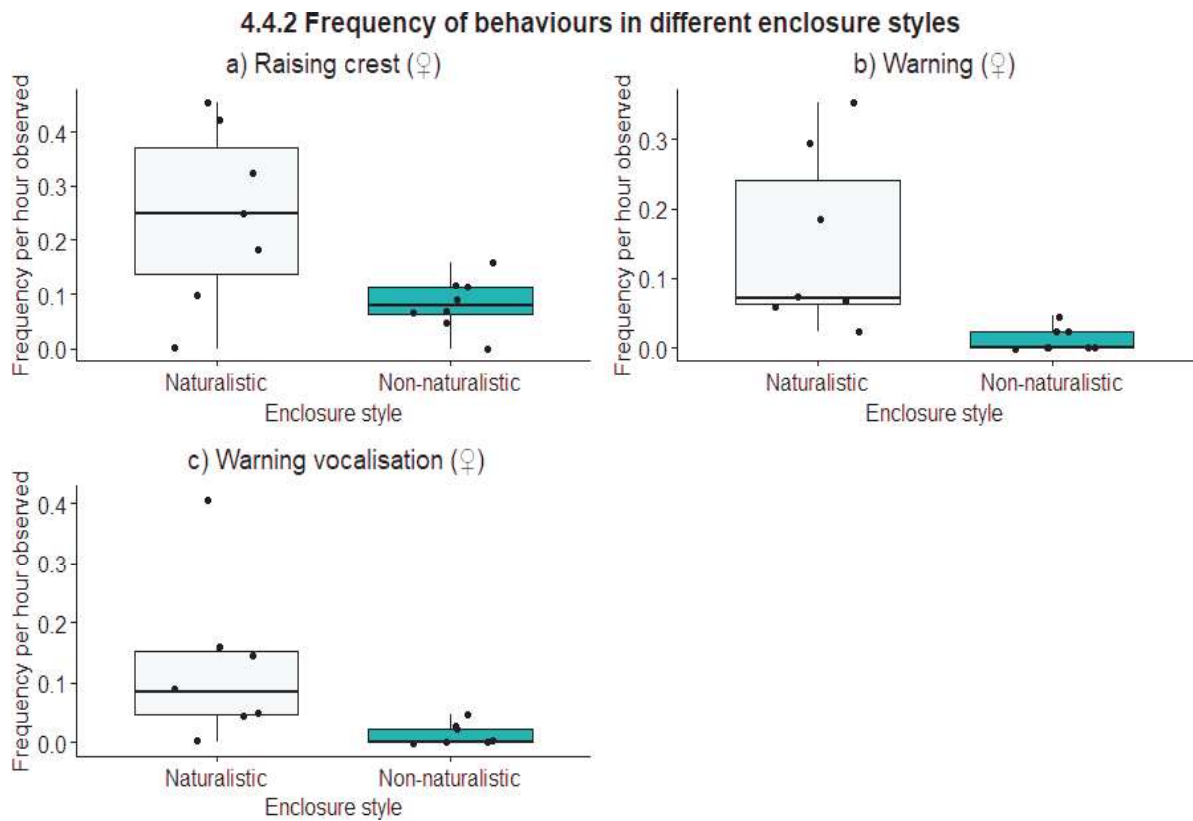 4.4.2 Frequency of behaviours in different enclosure styles
a) Raising crest (♀)
Frequency per hour observed
0.4
0.3
0.2
0.1
0.0
Naturalistic Non-naturalistic
Enclosure style
b) Warning (♀)
Frequency per hour observed
0.3
0.2
0.1
0.0
Naturalistic Non-naturalistic
Enclosure style
c) Warning vocalisation (♀)
Frequency per hour observed
0.4
0.3
0.2
0.1
0.0
Naturalistic Non-naturalistic
Enclosure style